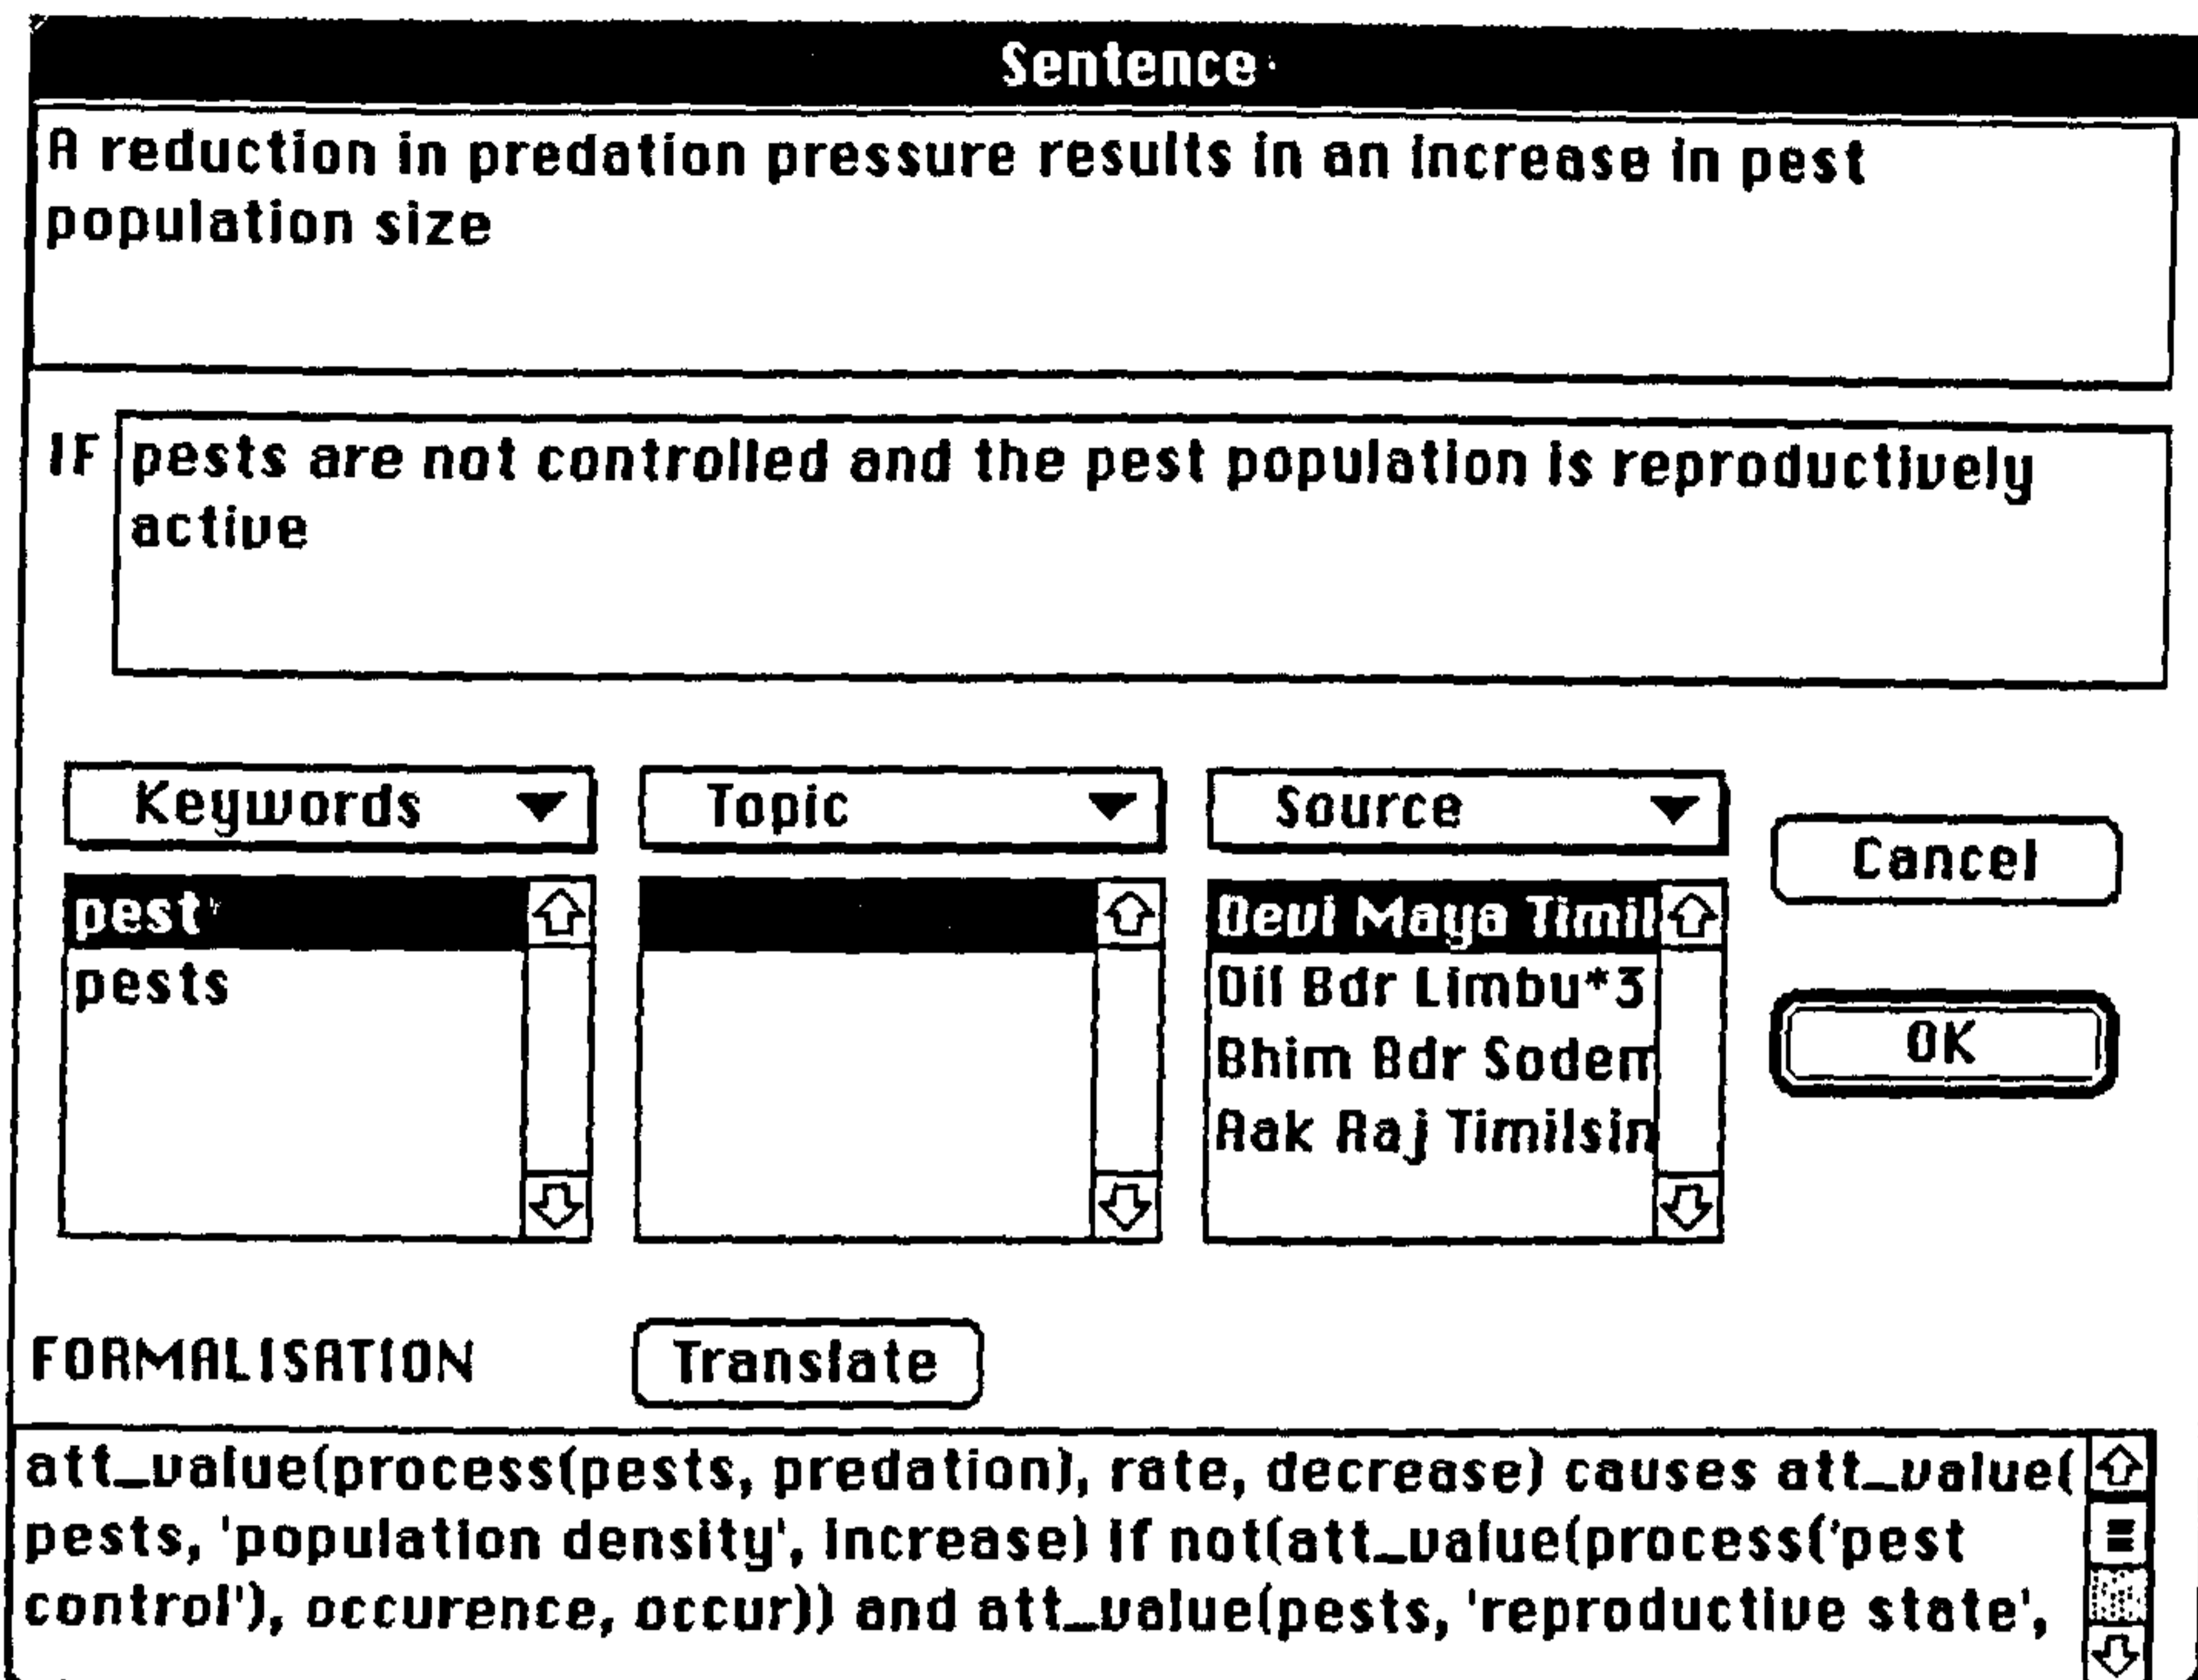 Sentence
A reduction in predation pressure results in an increase in pest
population size
IF
pests are not controlled and the pest population is reproductively
active
Keywords
Topic
Source
Cancel
pest
pests
Devi Maya Timil
Dil Bdr Limbu*3
Bhim Bdr Sodem
Rak Raj Timilsin
OK
FORMALISATION
Translate
att_value(process(pests, predation), rate, decrease) causes att_value(
pests, 'population density', increase) if not(att_value(process('pest
control'), occurence, occur)) and att_value(pests, 'reproductive state',